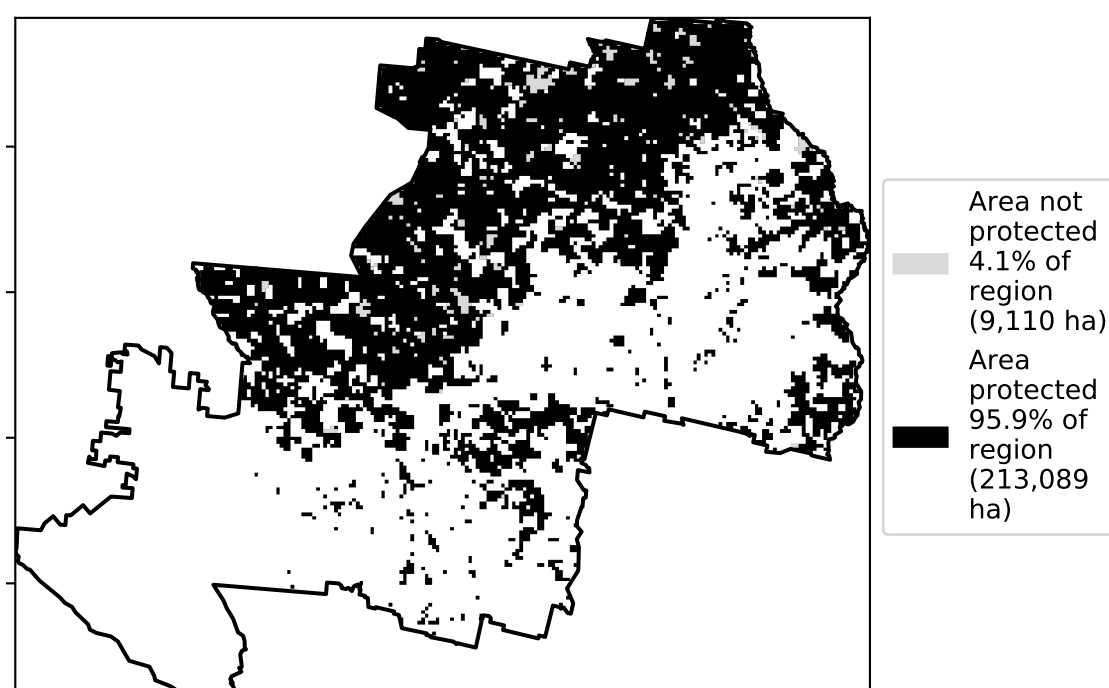 Area not
protected
4.1% of
region
(9,110 ha)
Area
protected
95.9% of
region
(213,089
ha)